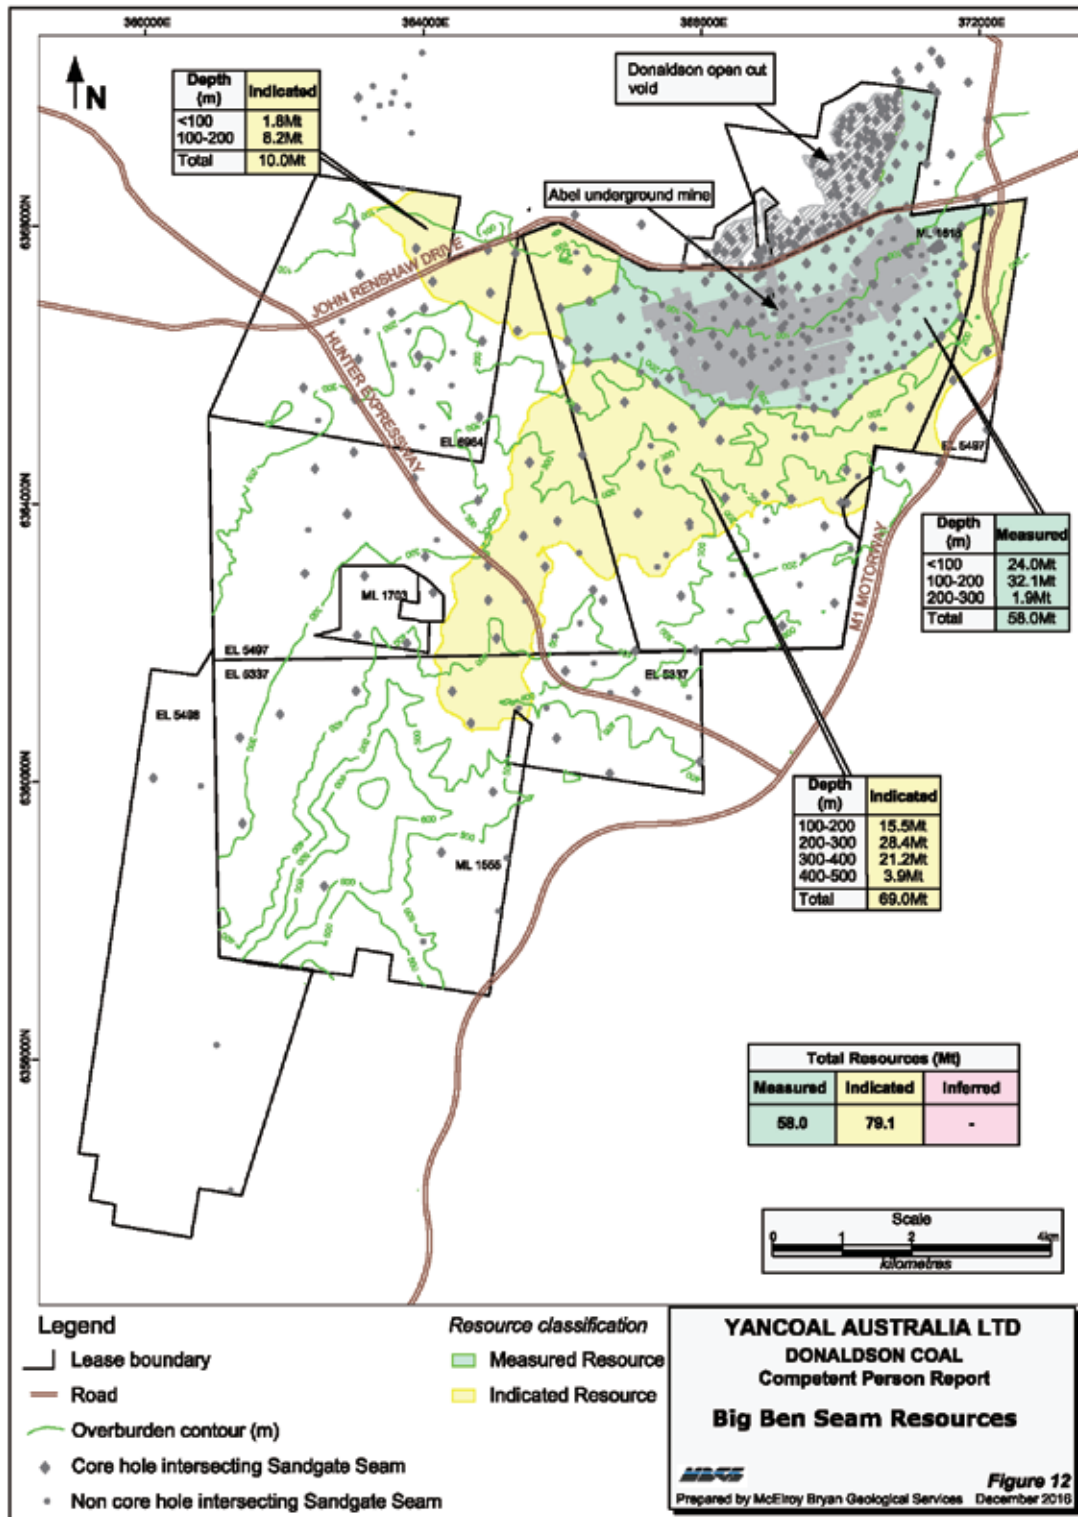 360000E 364000E 368000E 372000E
N
Depth (m) Indicated
<100 1.8Mt
100-200 8.2Mt
Total 10.0Mt
Donaldson open cut
void
Abel underground mine
6368000N
ML 1618
JOHN RENSHAW DRIVE
HUNTER EXPRESSWAY
EL 6964
EL 5497
6364000N
M1 MOTORWAY
Depth (m) Measured
<100 24.0Mt
100-200 32.1Mt
200-300 1.9Mt
Total 58.0Mt
ML 1703
EL 5497
EL 5337
EL 5337
EL 5498
6360000N
Depth (m) Indicated
100-200 15.5Mt
200-300 28.4Mt
300-400 21.2Mt
400-500 3.9Mt
Total 69.0Mt
ML 1555
Total Resources (Mt)
Measured Indicated Inferred
58.0 79.1 -
Scale
0 1 2 4km
kilometres
Legend
Lease boundary
Road
Overburden contour (m)
Core hole intersecting Sandgate Seam
Non core hole intersecting Sandgate Seam
Resource classification
Measured Resource
Indicated Resource
YANCOAL AUSTRALIA LTD
DONALDSON COAL
Competent Person Report
Big Ben Seam Resources
MBGS
Figure 12
Prepared by McElroy Bryan Geological Services December 2016